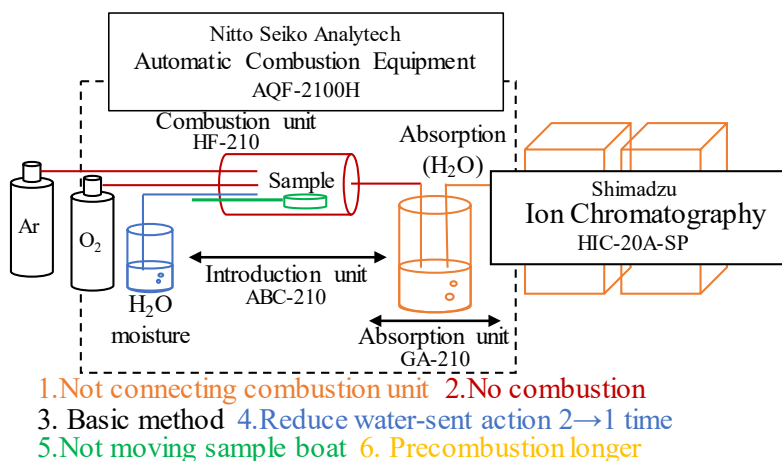 Nitto Seiko Analytech
Automatic Combustion Equipment
AQF-2100H
Combustion unit
HF-210
Absorption
(H₂O)
Sample
Shimadzu
Ion Chromatography
HIC-20A-SP
Ar
O₂
H₂O
moisture
Introduction unit
ABC-210
Absorption unit
GA-210
1.Not connecting combustion unit 2.No combustion
3. Basic method 4.Reduce water-sent action 2→1 time
5.Not moving sample boat 6. Precombustion longer